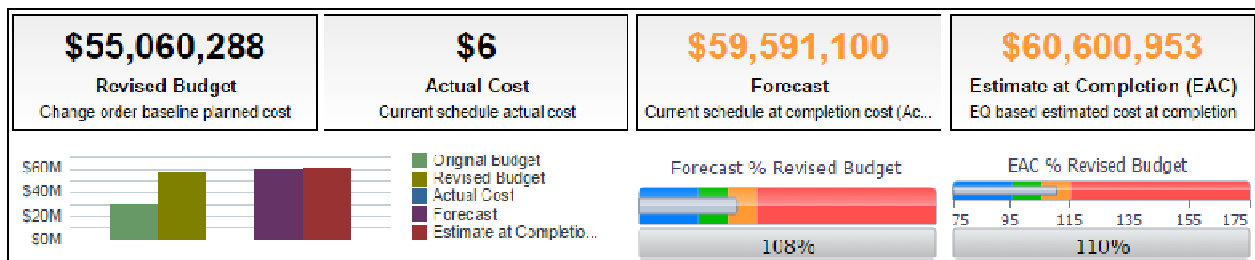 $55,060,288
Revised Budget
Change order baseline planned cost
$6
Actual Cost
Current schedule actual cost
$59,591,100
Forecast
Current schedule at completion cost (Ac...
$60,600,953
Estimate at Completion (EAC)
EQ based estimated cost at completion
$60M
$40M
$20M
$0M
Original Budget
Revised Budget
Actual Cost
Forecast
Estimate at Completio...
Forecast % Revised Budget
108%
EAC % Revised Budget
75 95 115 135 155 175
110%